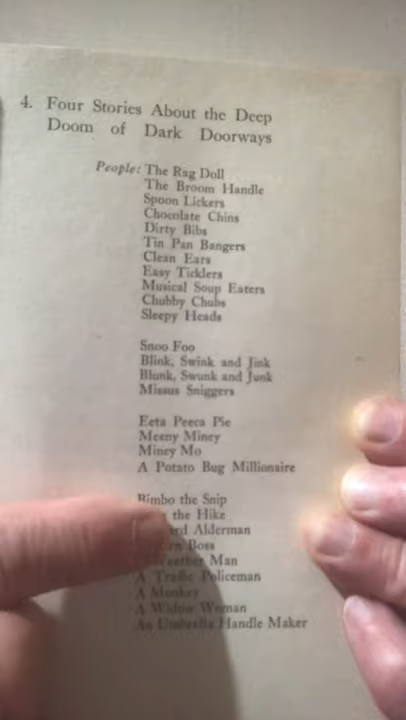 4. Four Stories About the Deep
Doom of Dark Doorways
People: The Rag Doll
The Broom Handle
Spoon Lickers
Chocolate Chins
Dirty Bibs
Tin Pan Bangers
Clean Ears
Easy Ticklers
Musical Soup Eaters
Chubby Chubs
Sleepy Heads
Snoo Foo
Blink, Swink and Jink
Blunk, Swunk and Junk
Missus Sniggers
Eeta Peeca Pie
Meeny Miney
Miney Mo
A Potato Bug Millionaire
Bimbo the Snip
the Hike
Alderman
Boss
Weather Man
A Traffic Policeman
A Monkey
A Widow Woman
An Umbrella Handle Maker